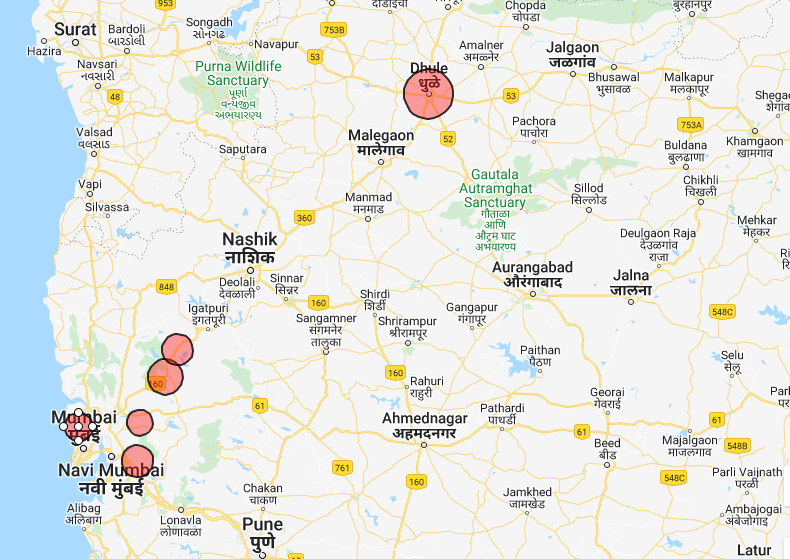 953
दोंडाईचा
Chopda
चोपडा
बुरहानपुर
Surat
સુરત
Bardoli
બારડોલી
Songadh
સોનગઢ
Hazira
Navapur
753B
Amalner
अमळनेर
Jalgaon
जळगांव
Navsari
નવસારી
53
Purna Wildlife
Sanctuary
પૂર્ણા
વન્યજીવ
અભયારણ્ય
Dhule
धुळे
53
Bhusawal
भुसावळ
Malkapur
मलकापूर
48
Shega
शेगांव
Valsad
વલસાડ
Malegaon
मालेगाव
52
Pachora
पाचोरा
753A
Khamgaon
खामगाव
Saputara
Buldana
बुलढाणा
Vapi
વાપી
Silvassa
Gautala
Autramghat
Sanctuary
गौताळा
आणि
औट्रम घाट
अभयारण्य
Sillod
सिल्लोड
Chikhli
चिखली
Manmad
मनमाड
360
Mehkar
मेहकर
Nashik
नाशिक
Deulgaon Raja
देउळगांव
राजा
Ri
Deolali
देवळाली
Sinnar
सिन्नर
Aurangabad
औरंगाबाद
Jalna
जालना
848
160
Shirdi
शिर्डी
Igatpuri
इगतपुरी
Sangamner
संगमनेर
तालुका
Shrirampur
श्रीरामपूर
Gangapur
गंगापूर
548C
Paithan
पैठण
Selu
सेलू
160
160
Rahuri
राहुरी
Georai
गेवराई
Par
61
Mumbai
मुंबई
Ahmednagar
अहमदनगर
Pathardi
पाथर्डी
61
61
Beed
बीड
Majalgaon
माजलगाव
548B
Navi Mumbai
नवी मुंबई
761
160
548C
Parli Vaijnath
परळी
Chakan
चाकण
Jamkhed
जामखेड
Alibag
अलिबाग
Lonavla
लोणावळा
Pune
पुणे
Ambajogai
अंबेजोगाई
Latur